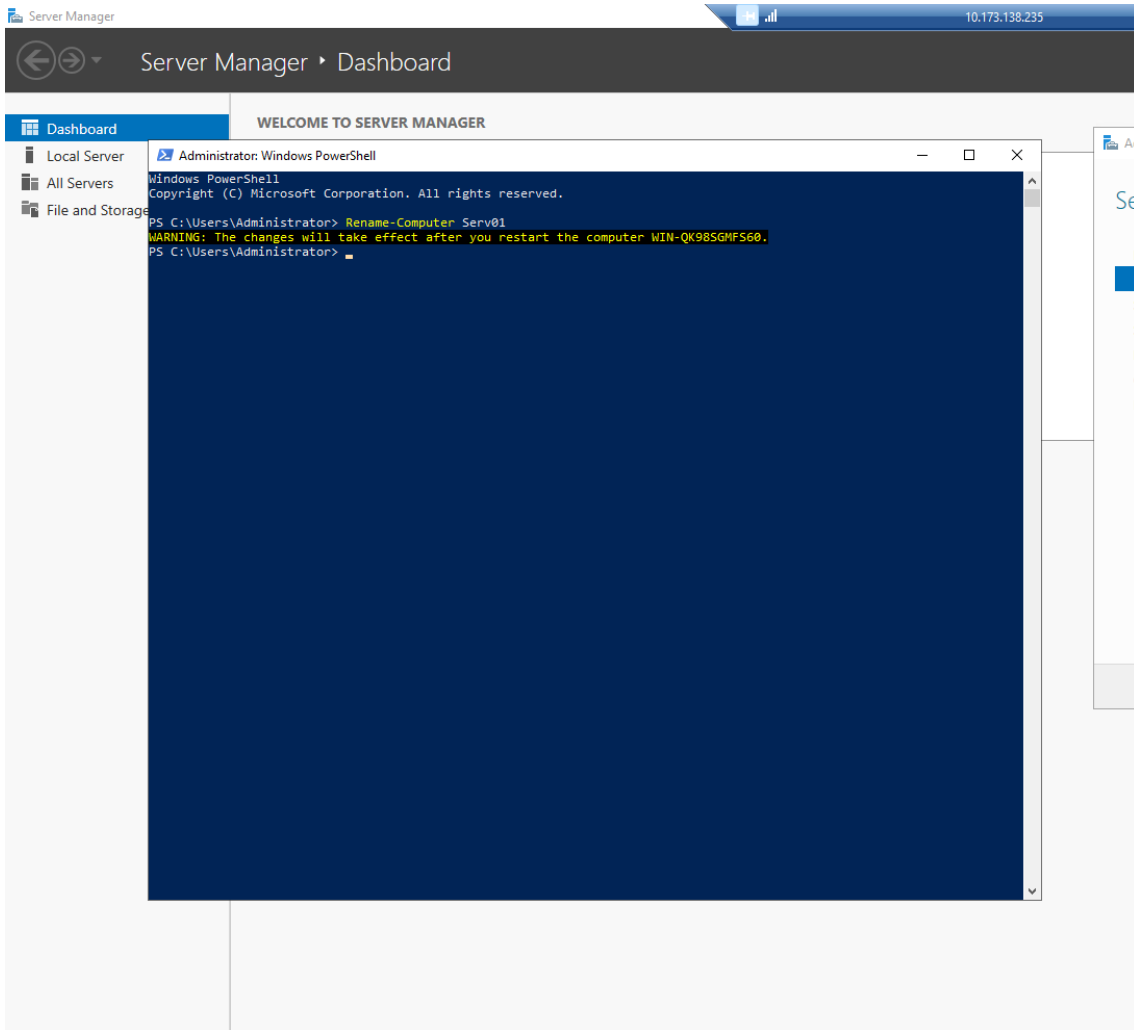 Server Manager
10.173.138.235
Server Manager • Dashboard
Dashboard
Local Server
All Servers
File and Storage
WELCOME TO SERVER MANAGER
Administrator: Windows PowerShell
Windows PowerShell
Copyright (C) Microsoft Corporation. All rights reserved.
PS C:\Users\Administrator> Rename-Computer Serv01
WARNING: The changes will take effect after you restart the computer WIN-QK98SGMFS60.
PS C:\Users\Administrator>
A
Se